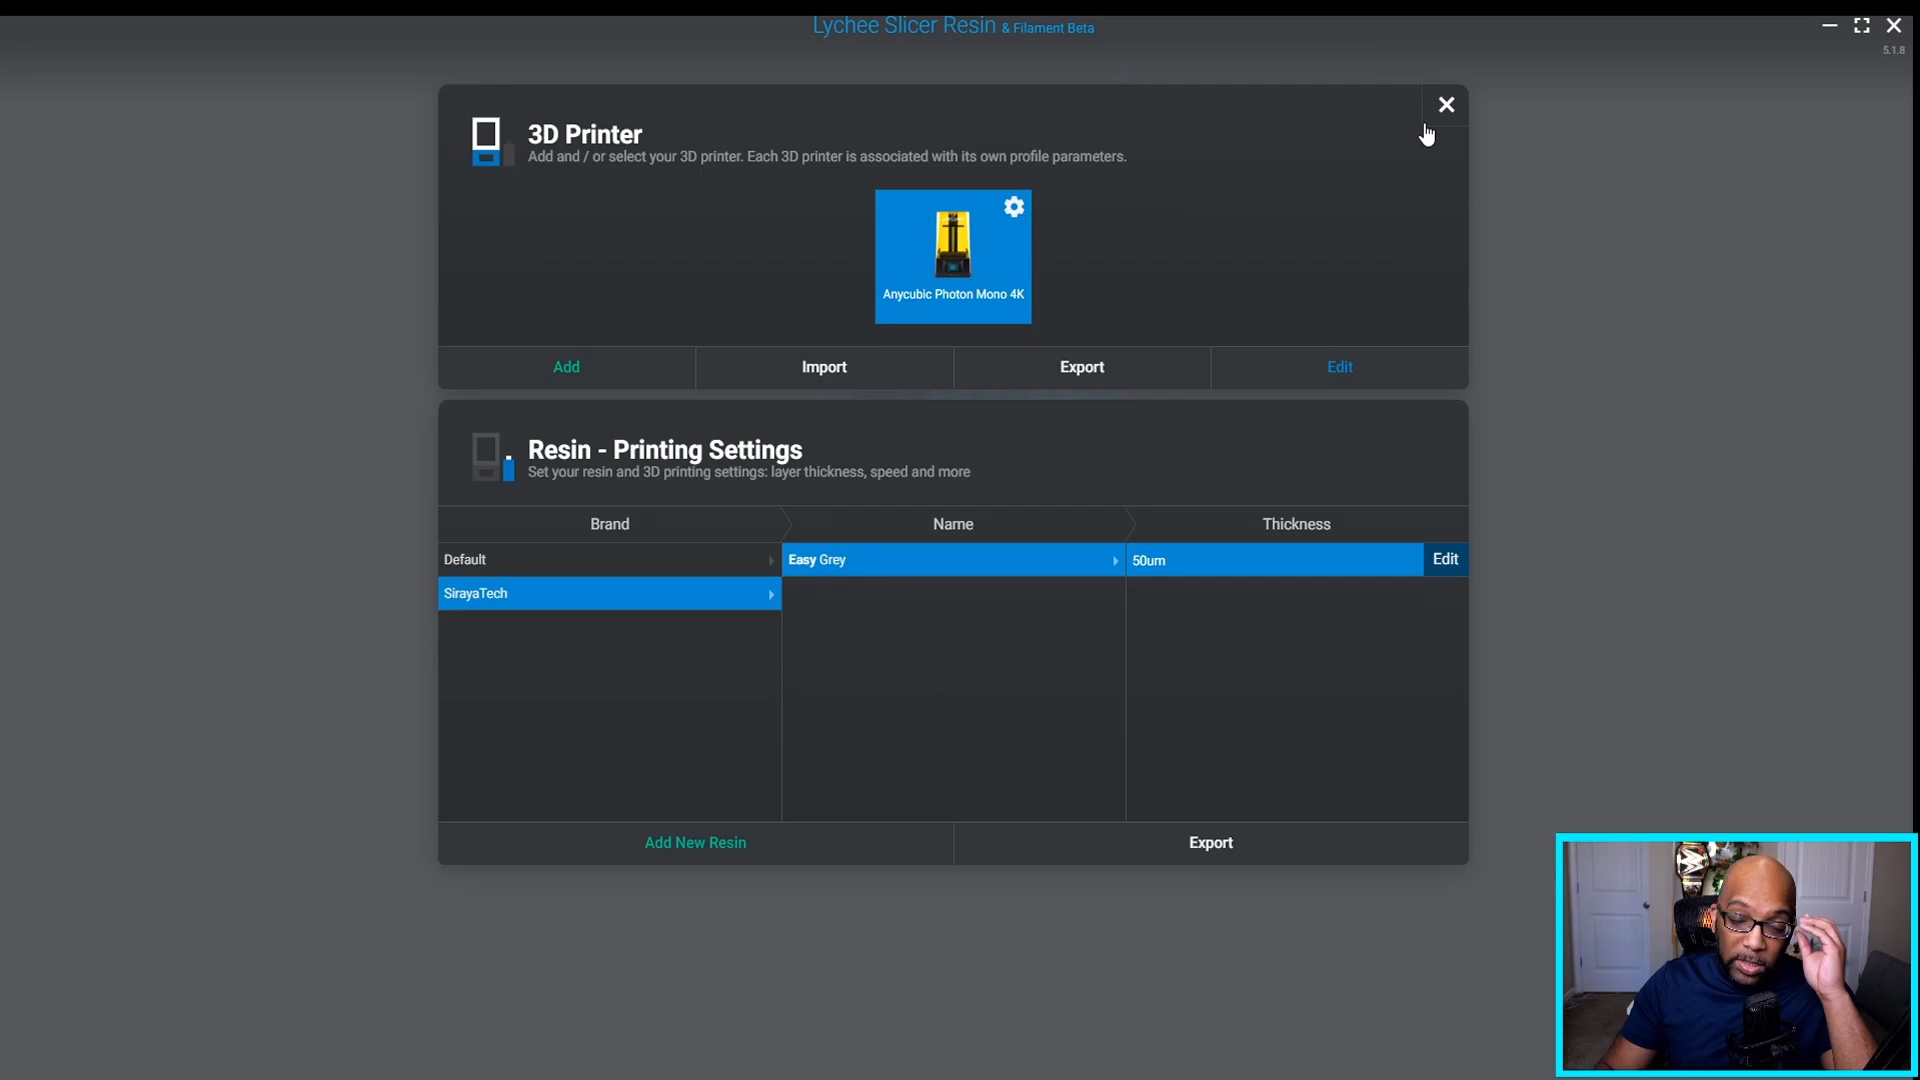 Lychee Slicer Resin & Filament Beta
5.1.8
3D Printer
Add and / or select your 3D printer. Each 3D printer is associated with its own profile parameters.
Anycubic Photon Mono 4K
Add Import Export Edit
Resin - Printing Settings
Set your resin and 3D printing settings: layer thickness, speed and more
Brand Name Thickness
Default Easy Grey 50um Edit
SirayaTech
Add New Resin Export